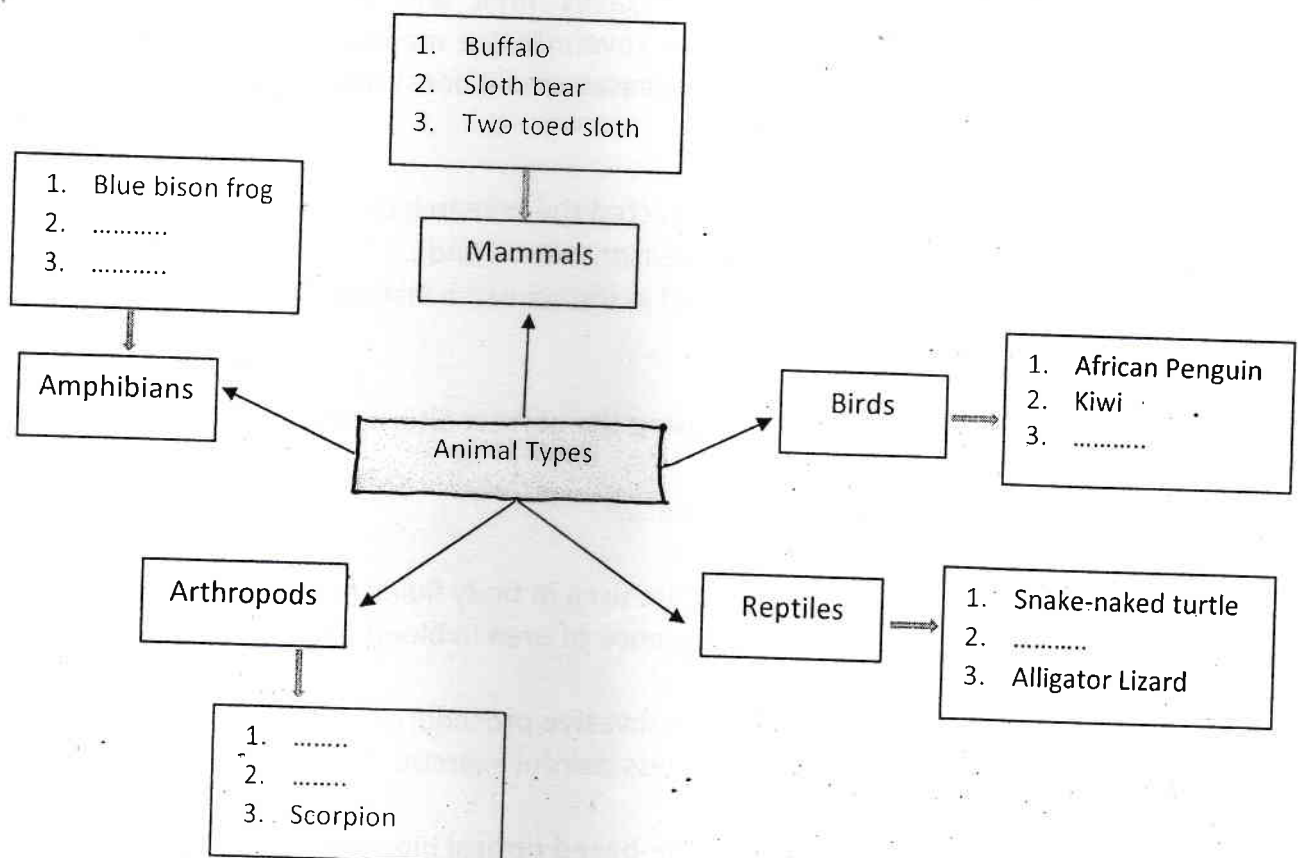 1. Buffalo
2. Sloth bear
3. Two toed sloth
1. Blue bison frog
2. ...........
3. ...........
Mammals
Amphibians
Birds
1. African Penguin
2. Kiwi
3. ...........
Animal Types
Arthropods
Reptiles
1. Snake-naked turtle
2. ...........
3. Alligator Lizard
1. ........
2. ........
3. Scorpion